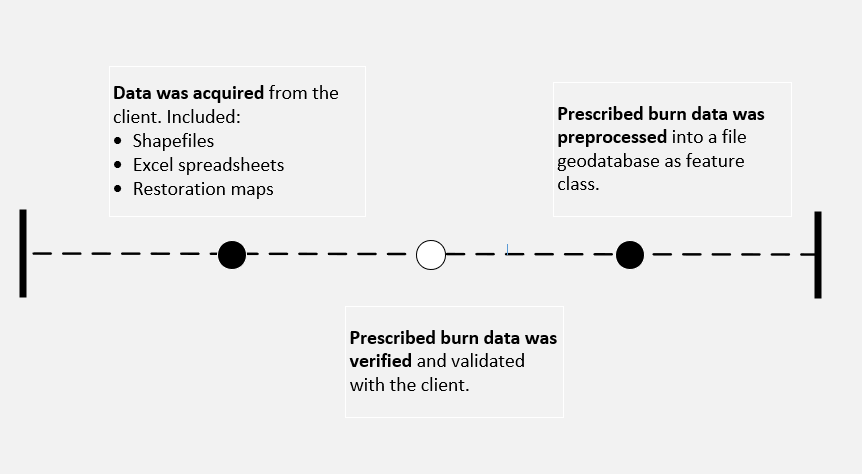 Data was acquired from the
client. Included:
• Shapefiles
• Excel spreadsheets
• Restoration maps
Prescribed burn data was
verified and validated
with the client.
Prescribed burn data was
preprocessed into a file
geodatabase as feature
class.